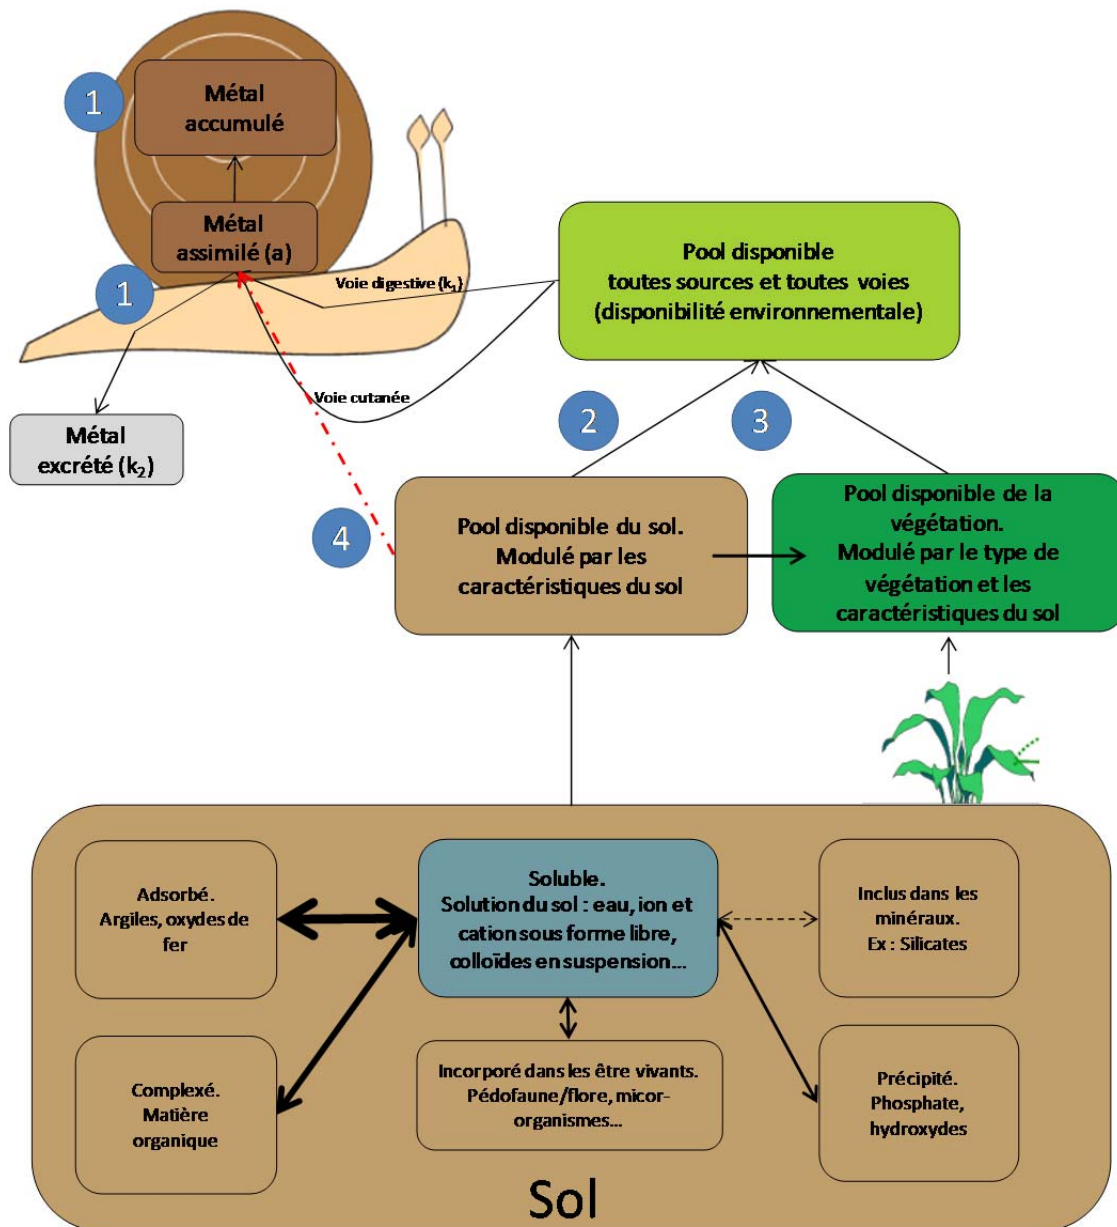 1
Métal
accumulé
Métal
assimilé (a)
1
Voie digestive (k₁)
Pool disponible
toutes sources et toutes voies
(disponibilité environnementale)
Voie cutanée
Métal
excrété (k₂)
2
3
4
Pool disponible du sol.
Modulé par les
caractéristiques du sol
Pool disponible de la
végétation.
Modulé par le type de
végétation et les
caractéristiques du sol
Adsorbé.
Argiles, oxydes de
fer
Soluble.
Solution du sol : eau, ion et
cation sous forme libre,
colloïdes en suspension...
Inclus dans les
minéraux.
Ex : Silicates
Complexé.
Matière
organique
Incorporé dans les être vivants.
Pédofaune/flore, micor-
organismes...
Précipité.
Phosphate,
hydroxydes
Sol